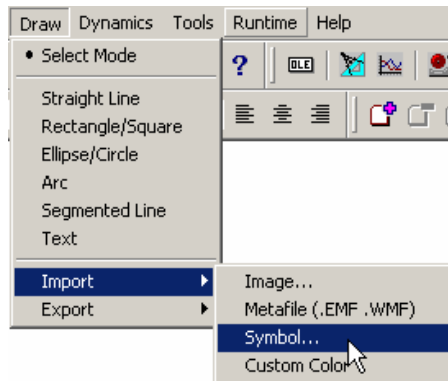 Draw Dynamics Tools Runtime Help
• Select Mode
?
OLE
Straight Line
Rectangle/Square
Ellipse/Circle
Arc
Segmented Line
Text
Import
Export
Image...
Metafile (.EMF .WMF)
Symbol...
Custom Color